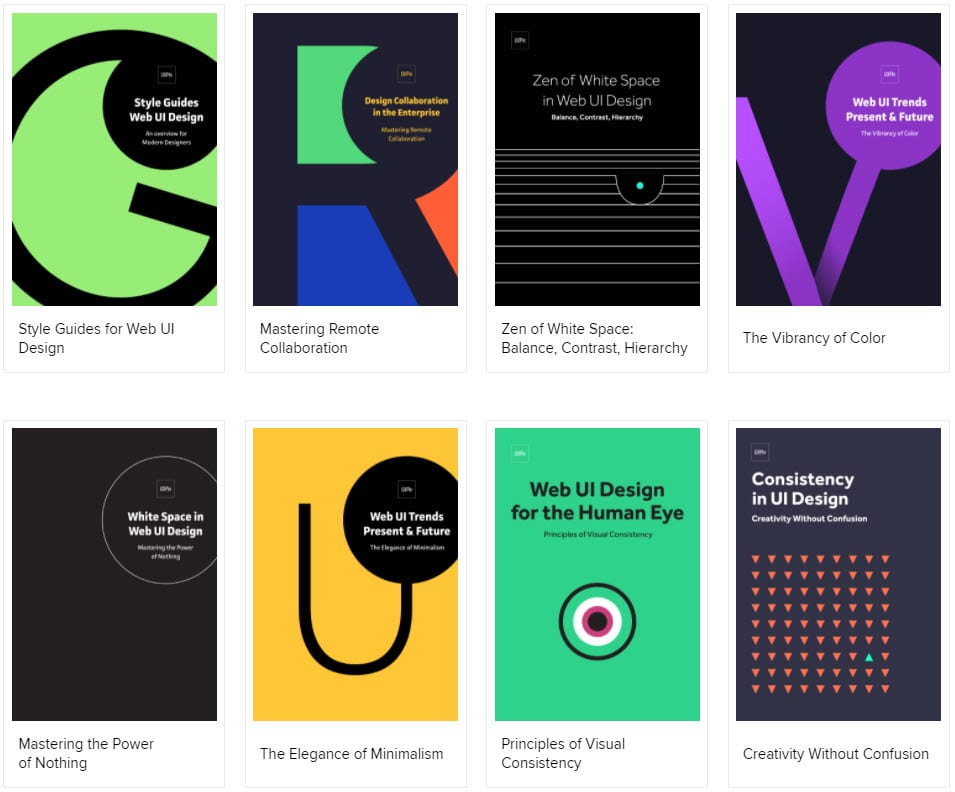 UXPin
Style Guides
Web UI Design
An overview for
Modern Designers
Style Guides for Web UI
Design
UXPin
Design Collaboration
in the Enterprise
Mastering Remote
Collaboration
Mastering Remote
Collaboration
UXPin
Zen of White Space
in Web UI Design
Balance, Contrast, Hierarchy
Zen of White Space:
Balance, Contrast, Hierarchy
UXPin
Web UI Trends
Present & Future
The Vibrancy of Color
The Vibrancy of Color
UXPin
White Space in
Web UI Design
Mastering the Power
of Nothing
Mastering the Power
of Nothing
UXPin
Web UI Trends
Present & Future
The Elegance of Minimalism
The Elegance of Minimalism
UXPin
Web UI Design
for the Human Eye
Principles of Visual Consistency
Principles of Visual
Consistency
UXPin
Consistency
in UI Design
Creativity Without Confusion
Creativity Without Confusion